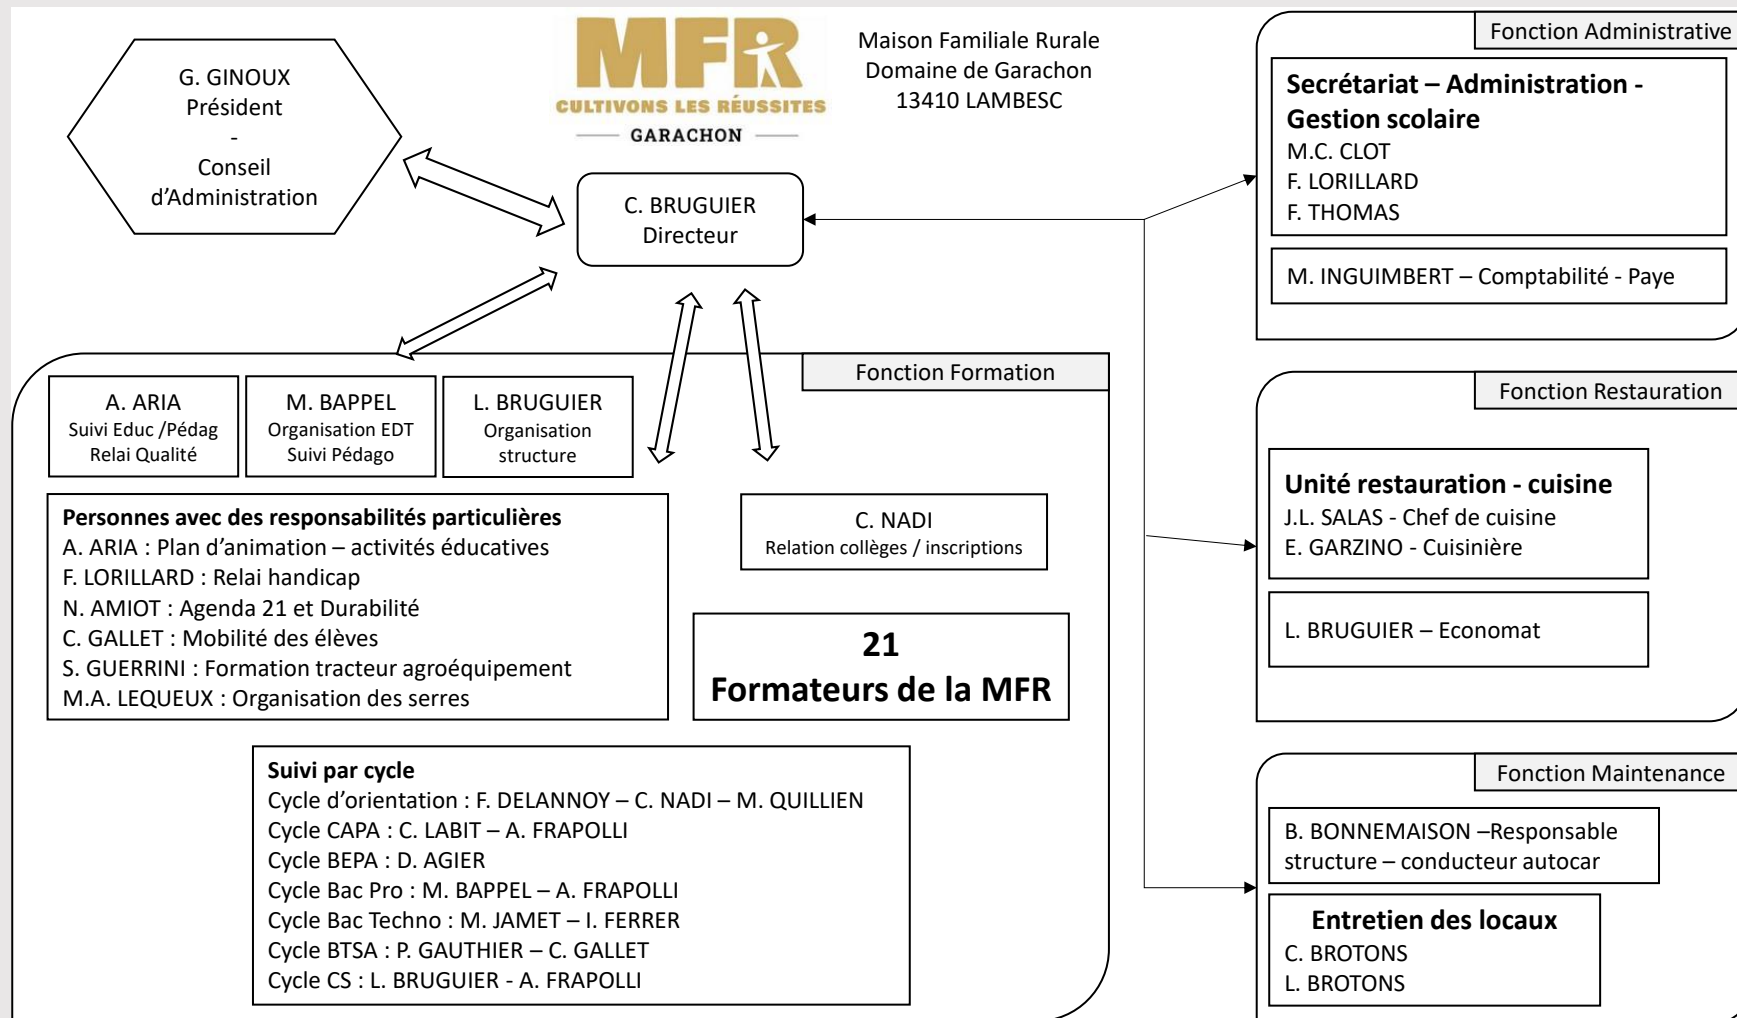 G. GINOUX
Président
-
Conseil
d'Administration
MFR
CULTIVONS LES RÉUSSITES
GARACHON
Maison Familiale Rurale
Domaine de Garachon
13410 LAMBESC
C. BRUGUIER
Directeur
Fonction Administrative
Secrétariat – Administration -
Gestion scolaire
M.C. CLOT
F. LORILLARD
F. THOMAS
M. INGUIMBERT – Comptabilité - Paye
Fonction Formation
A. ARIA
Suivi Educ /Pédag
Relai Qualité
M. BAPPEL
Organisation EDT
Suivi Pédago
L. BRUGUIER
Organisation
structure
Personnes avec des responsabilités particulières
A. ARIA : Plan d'animation – activités éducatives
F. LORILLARD : Relai handicap
N. AMIOT : Agenda 21 et Durabilité
C. GALLET : Mobilité des élèves
S. GUERRINI : Formation tracteur agroéquipement
M.A. LEQUEUX : Organisation des serres
C. NADI
Relation collèges / inscriptions
21
Formateurs de la MFR
Suivi par cycle
Cycle d'orientation : F. DELANNOY – C. NADI – M. QUILLIEN
Cycle CAPA : C. LABIT – A. FRAPOLLI
Cycle BEPA : D. AGIER
Cycle Bac Pro : M. BAPPEL – A. FRAPOLLI
Cycle Bac Techno : M. JAMET – I. FERRER
Cycle BTSA : P. GAUTHIER – C. GALLET
Cycle CS : L. BRUGUIER - A. FRAPOLLI
Fonction Restauration
Unité restauration - cuisine
J.L. SALAS - Chef de cuisine
E. GARZINO - Cuisinière
L. BRUGUIER – Economat
Fonction Maintenance
B. BONNEMAISON –Responsable
structure – conducteur autocar
Entretien des locaux
C. BROTONS
L. BROTONS